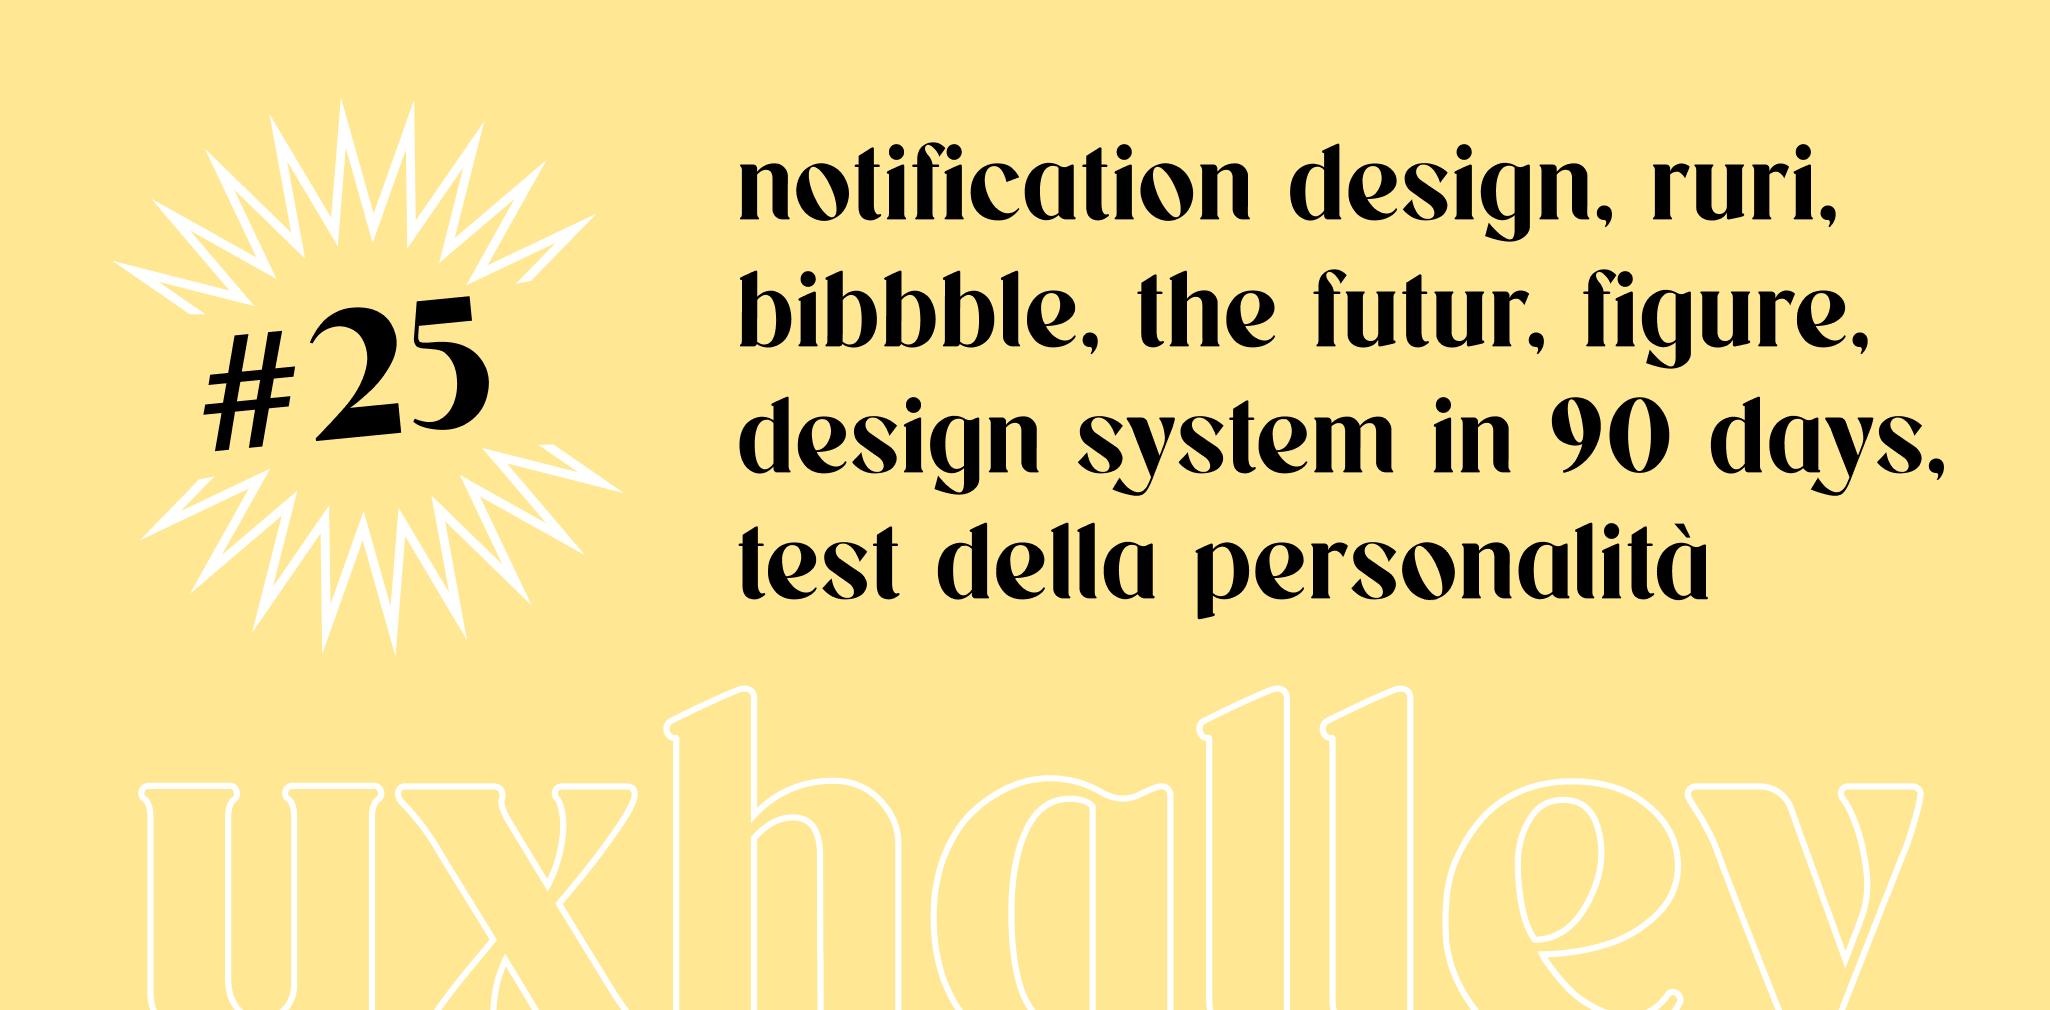 #25
notification design, ruri,
bibbble, the futur, figure,
design system in 90 days,
test della personalità
uxhalley